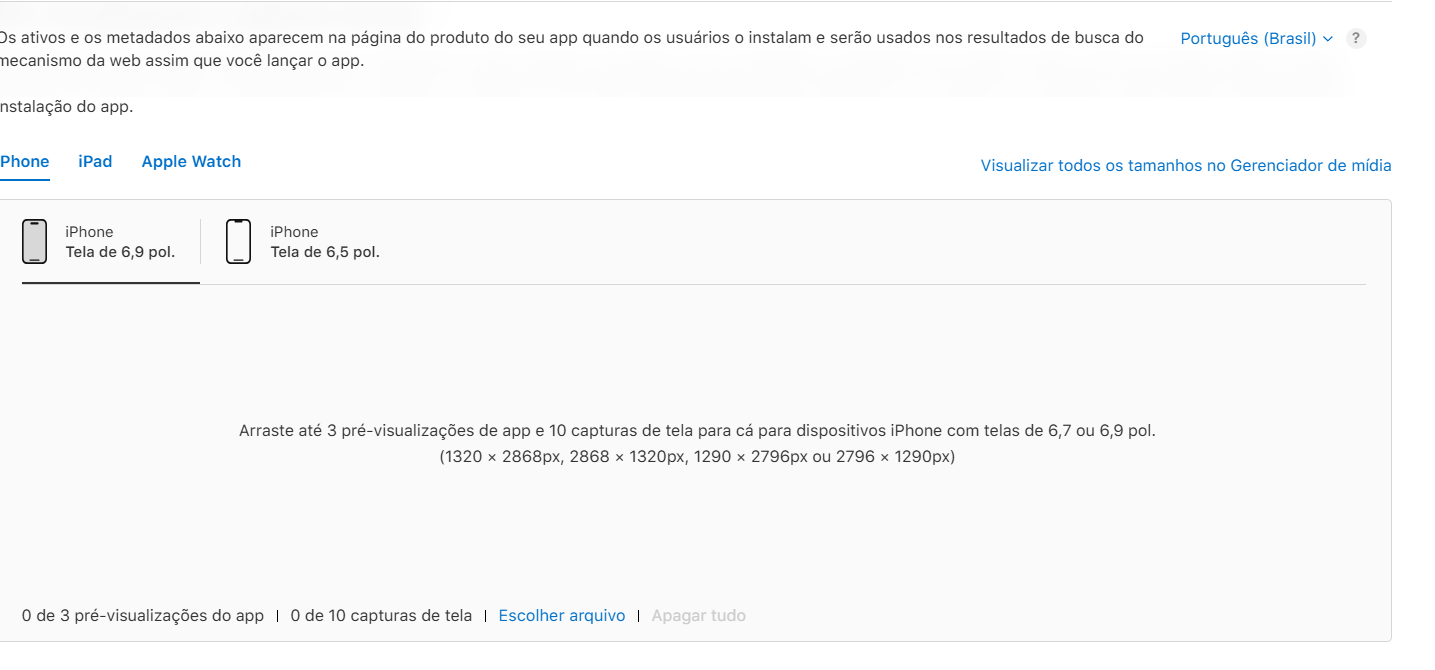 Os ativos e os metadados abaixo aparecem na página do produto do seu app quando os usuários o instalam e serão usados nos resultados de busca do
mecanismo da web assim que você lançar o app.
Português (Brasil)
?
nstalação do app.
Phone iPad Apple Watch
Visualizar todos os tamanhos no Gerenciador de mídia
iPhone
Tela de 6,9 pol.
iPhone
Tela de 6,5 pol.
Arraste até 3 pré-visualizações de app e 10 capturas de tela para cá para dispositivos iPhone com telas de 6,7 ou 6,9 pol.
(1320 × 2868px, 2868 × 1320px, 1290 × 2796px ou 2796 × 1290px)
0 de 3 pré-visualizações do app | 0 de 10 capturas de tela | Escolher arquivo | Apagar tudo